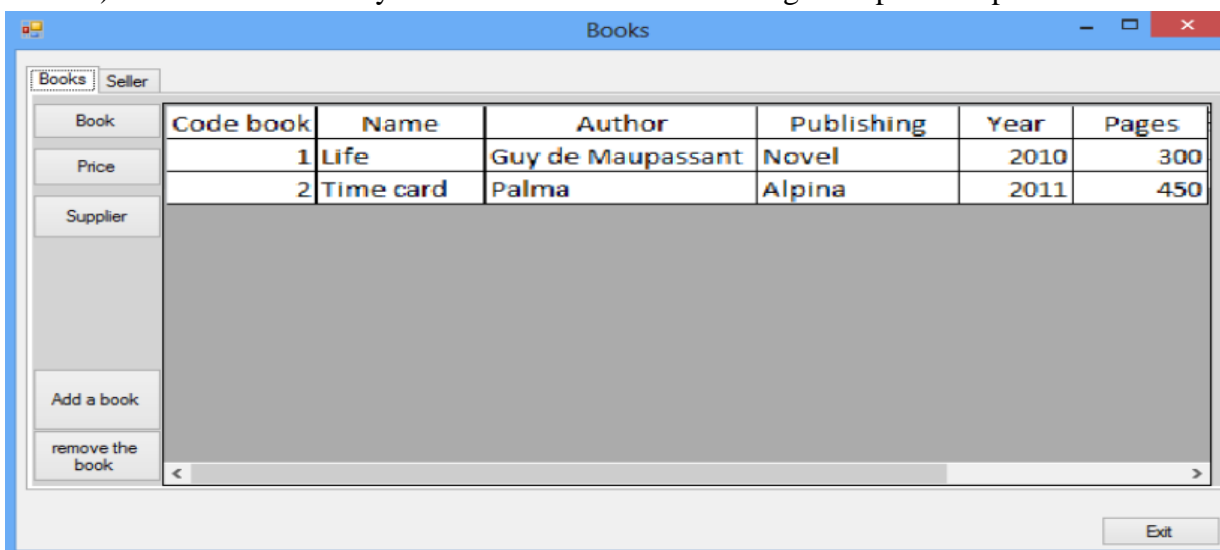 Books
Books Seller
Book
Price
Supplier
Add a book
remove the
book
Code book Name Author Publishing Year Pages
1 Life Guy de Maupassant Novel 2010 300
2 Time card Palma Alpina 2011 450
Exit